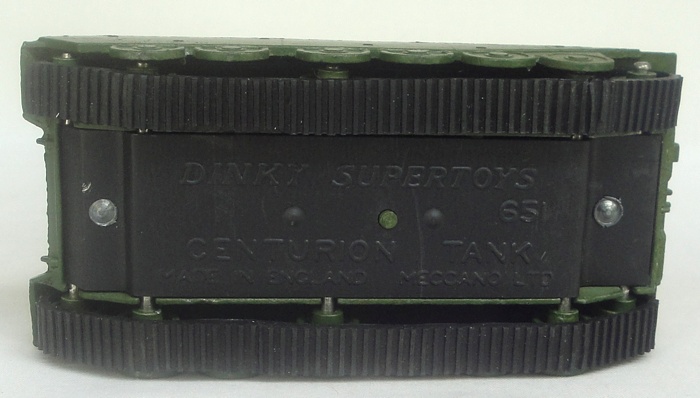 DINKY SUPERTOYS
651
CENTURION TANK
MADE IN ENGLAND MECCANO LTD